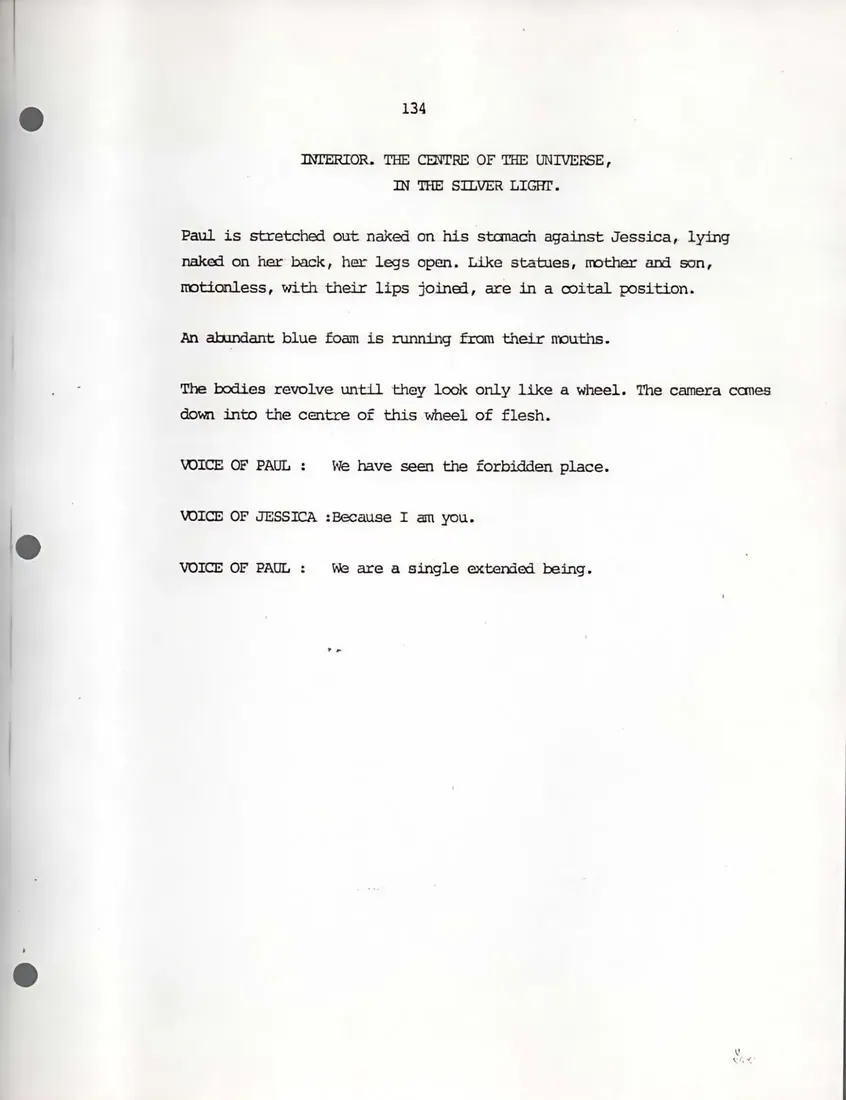 134
INTERIOR. THE CENTRE OF THE UNIVERSE,
IN THE SILVER LIGHT.
Paul is stretched out naked on his stomach against Jessica, lying
naked on her back, her legs open. Like statues, mother and son,
motionless, with their lips joined, are in a coital position.
An abundant blue foam is running from their mouths.
The bodies revolve until they look only like a wheel. The camera comes
down into the centre of this wheel of flesh.
VOICE OF PAUL : We have seen the forbidden place.
VOICE OF JESSICA :Because I am you.
VOICE OF PAUL : We are a single extended being.